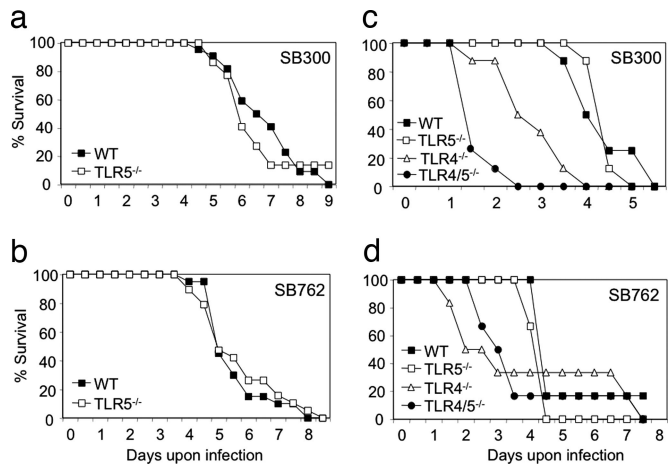 a
SB300
% Survival
100
80
60
40
20
0
WT
TLR5-/-
0 1 2 3 4 5 6 7 8 9
c
SB300
100
80
60
40
20
0
WT
TLR5-/-
TLR4-/-
TLR4/5-/-
0 1 2 3 4 5
b
SB762
% Survival
100
80
60
40
20
0
WT
TLR5-/-
0 1 2 3 4 5 6 7 8
Days upon infection
d
SB762
100
80
60
40
20
0
WT
TLR5-/-
TLR4-/-
TLR4/5-/-
0 1 2 3 4 5 6 7 8
Days upon infection